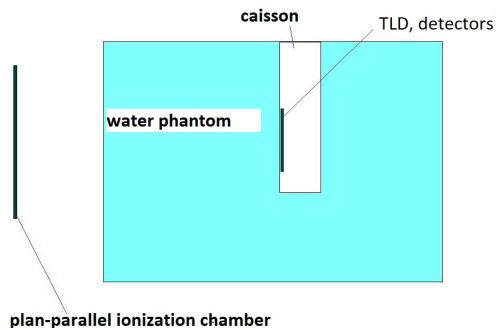 caisson
TLD, detectors
water phantom
plan-parallel ionization chamber